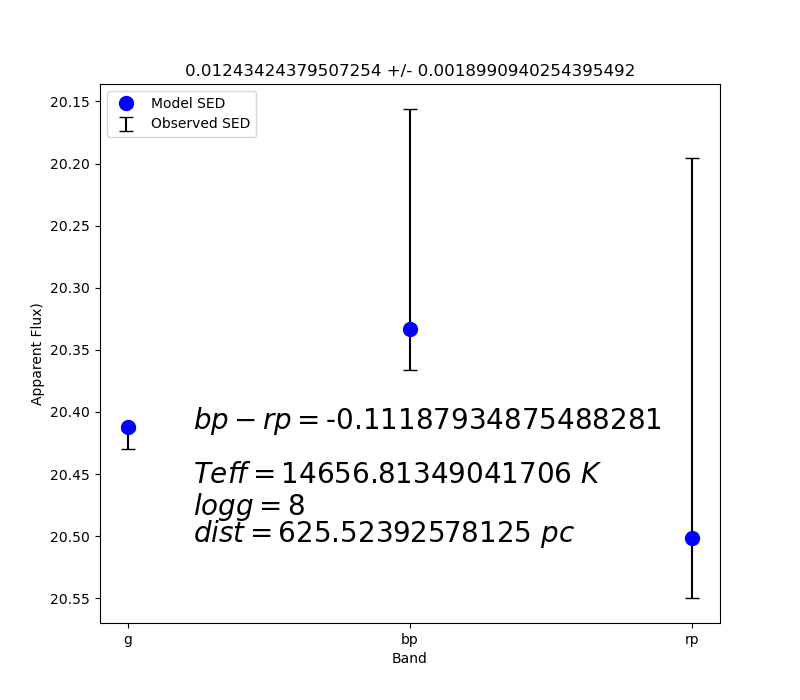 0.01243424379507254 +/- 0.0018990940254395492
Model SED
Observed SED
20.15
20.20
20.25
20.30
20.35
20.40
20.45
20.50
20.55
Apparent Flux)
bp − rp = -0.11187934875488281
Teff = 14656.81349041706 K
logg = 8
dist = 625.52392578125 pc
g
bp
rp
Band